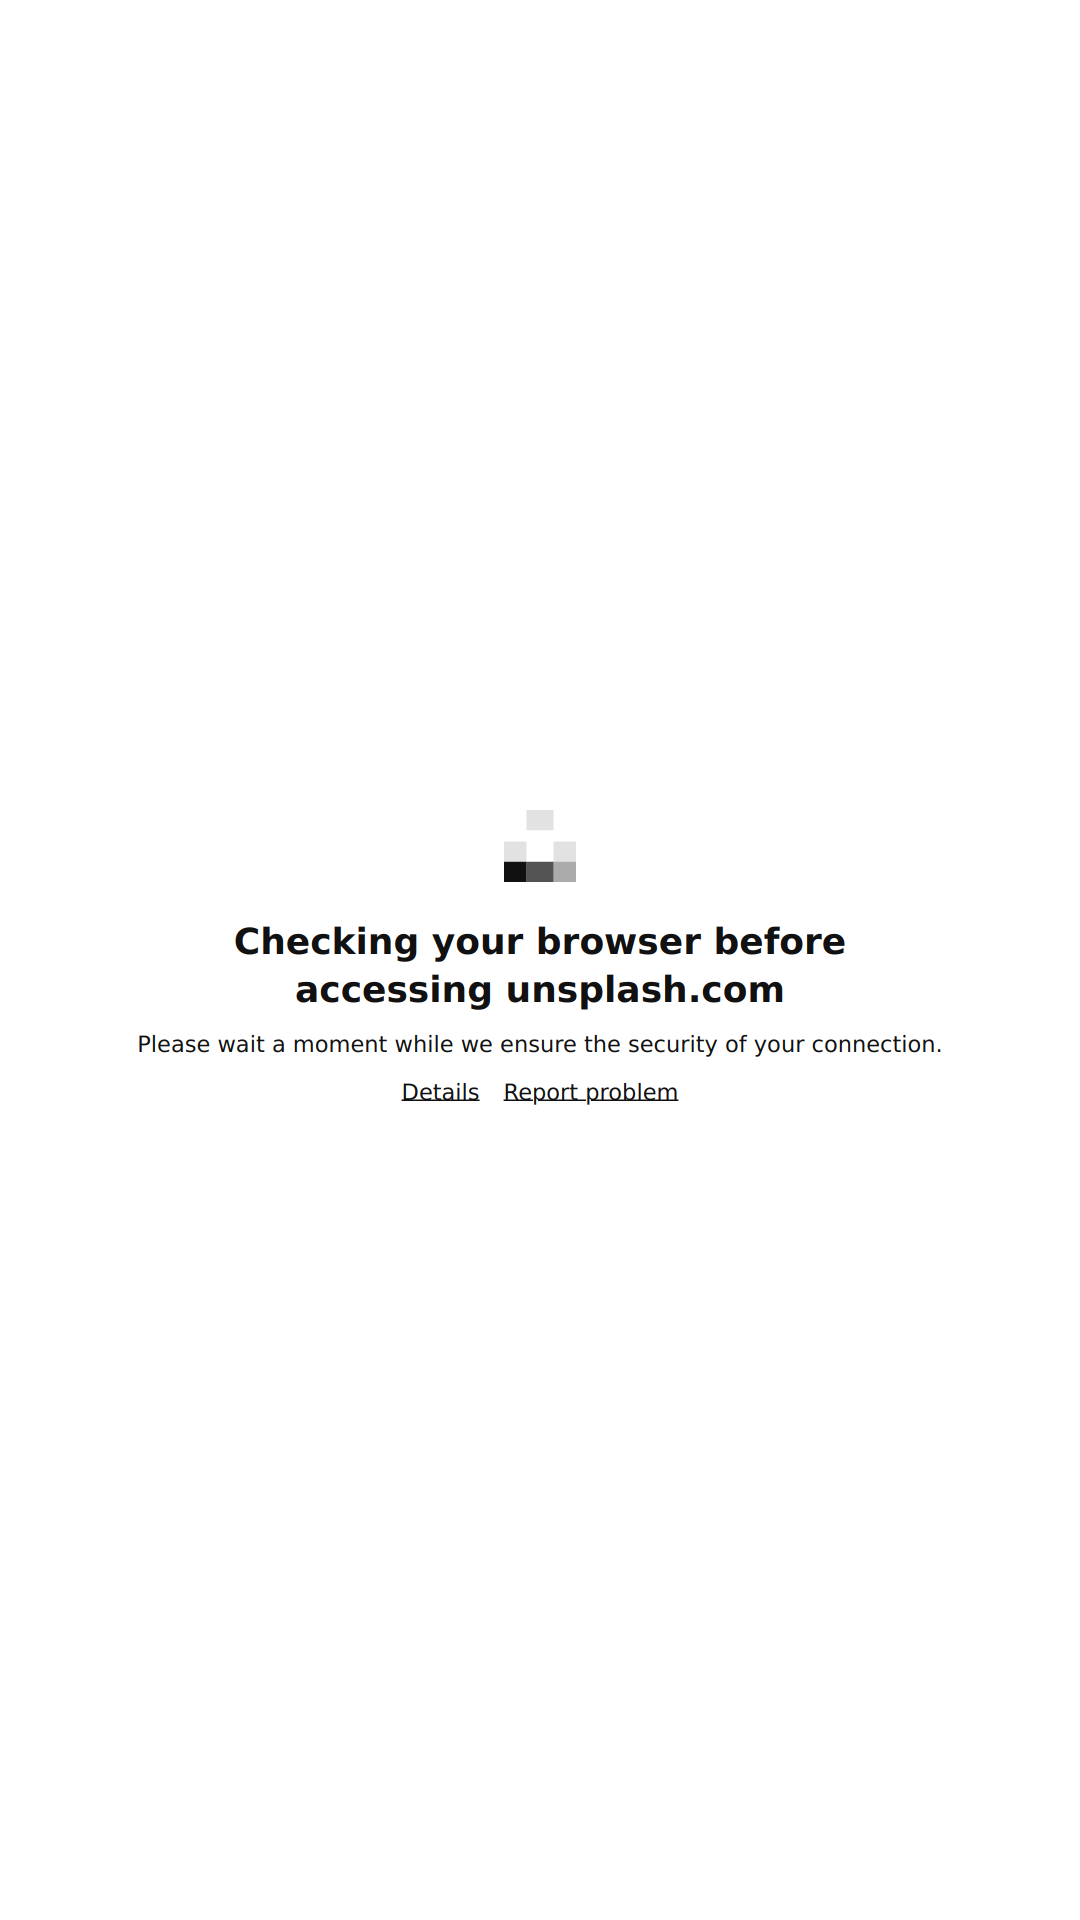 Checking your browser before
accessing unsplash.com
Please wait a moment while we ensure the security of your connection.
Details Report problem